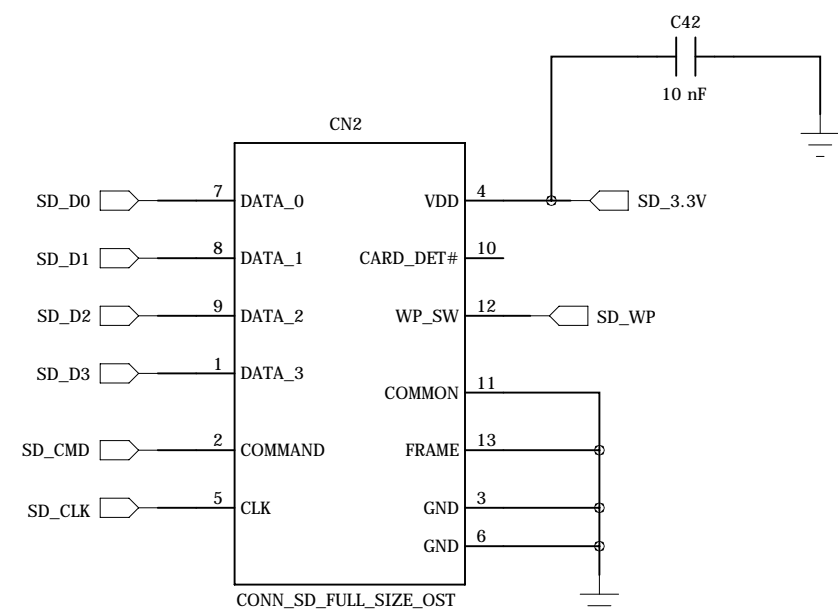 C42
10 nF
CN2
SD_D0 7 DATA_0 VDD 4 SD_3.3V
SD_D1 8 DATA_1 CARD_DET# 10
SD_D2 9 DATA_2 WP_SW 12 SD_WP
SD_D3 1 DATA_3
COMMON 11
SD_CMD 2 COMMAND FRAME 13
SD_CLK 5 CLK GND 3
GND 6
CONN_SD_FULL_SIZE_OST